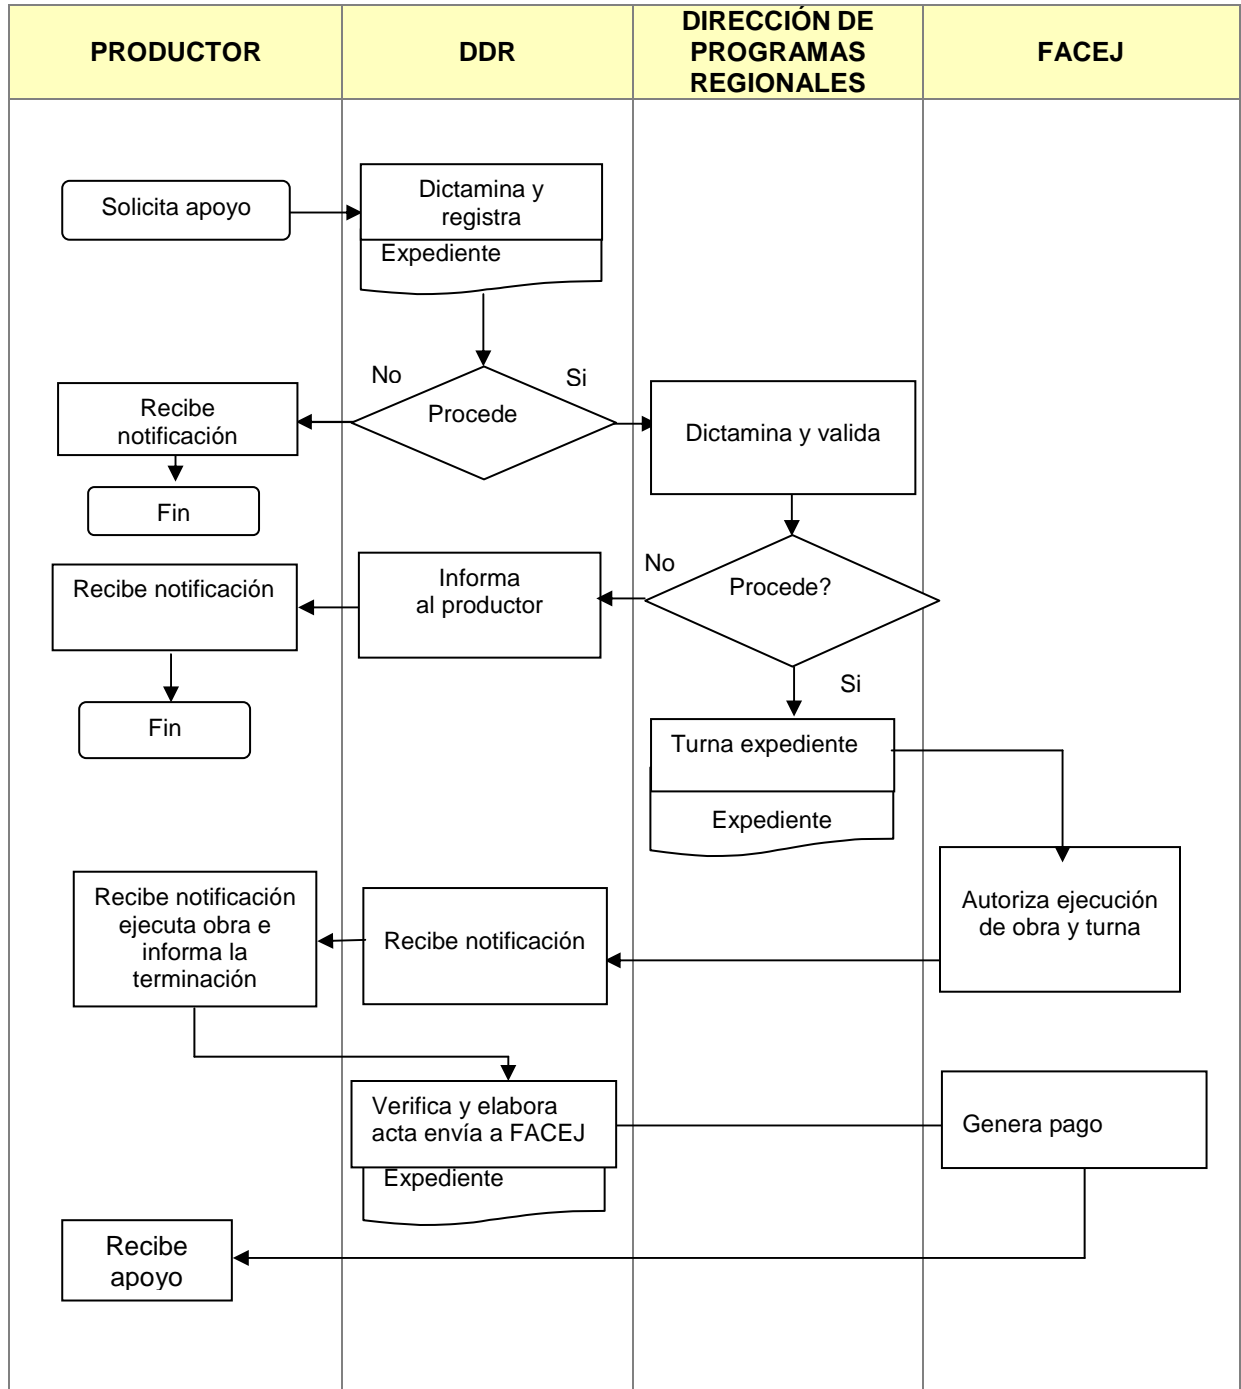 PRODUCTOR
DDR
DIRECCIÓN DE
PROGRAMAS
REGIONALES
FACEJ
Solicita apoyo
Dictamina y
registra
Expediente
No
Si
Procede
Recibe
notificación
Dictamina y valida
Fin
No
Procede?
Informa
al productor
Recibe notificación
Si
Fin
Turna expediente
Expediente
Autoriza ejecución
de obra y turna
Recibe notificación
Recibe notificación
ejecuta obra e
informa la
terminación
Verifica y elabora
acta envía a FACEJ
Expediente
Genera pago
Recibe
apoyo